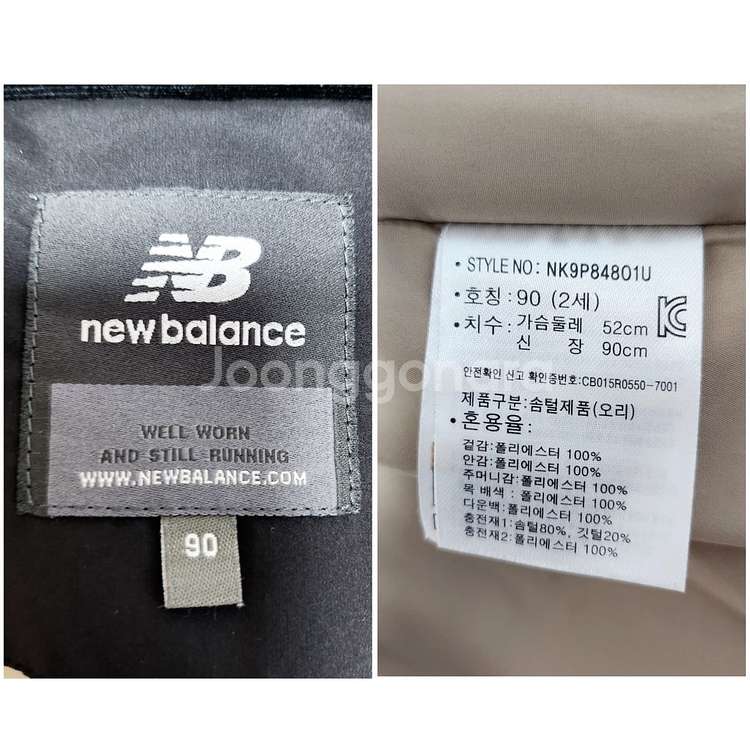 NB
new balance
WELL WORN
AND STILL RUNNING
WWW.NEWBALANCE.COM
90
• STYLE NO: NK9P84801U
• 호칭: 90 (2세)
• 치수: 가슴둘레 52cm
신 장 90cm
안전확인 신고 확인증번호:CB015R0550-7001
제품구분:솜털제품(오리)
• 혼용율:
겉감:폴리에스터 100%
안감:폴리에스터 100%
주머니감:폴리에스터 100%
목 배색 : 폴리에스터 100%
다운백:폴리에스터 100%
충전재1:솜털80%, 깃털20%
충전재2:폴리에스터 100%